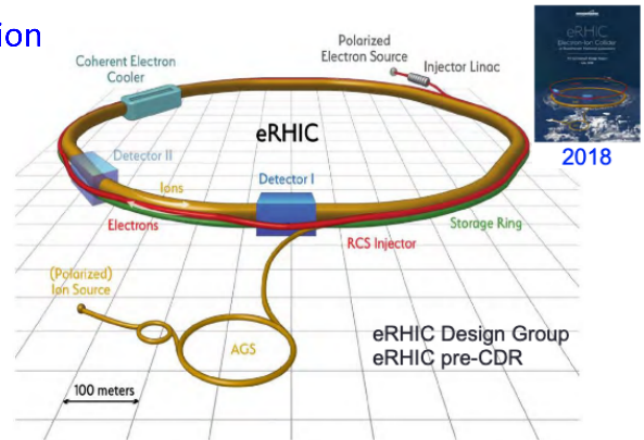 ion
Polarized
Electron Source
Injector Linac
Coherent Electron
Cooler
eRHIC
eRHIC
2018
Detector II
Detector I
Ions
Electrons
Storage Ring
RCS Injector
(Polarized)
Ion Source
AGS
eRHIC Design Group
eRHIC pre-CDR
100 meters